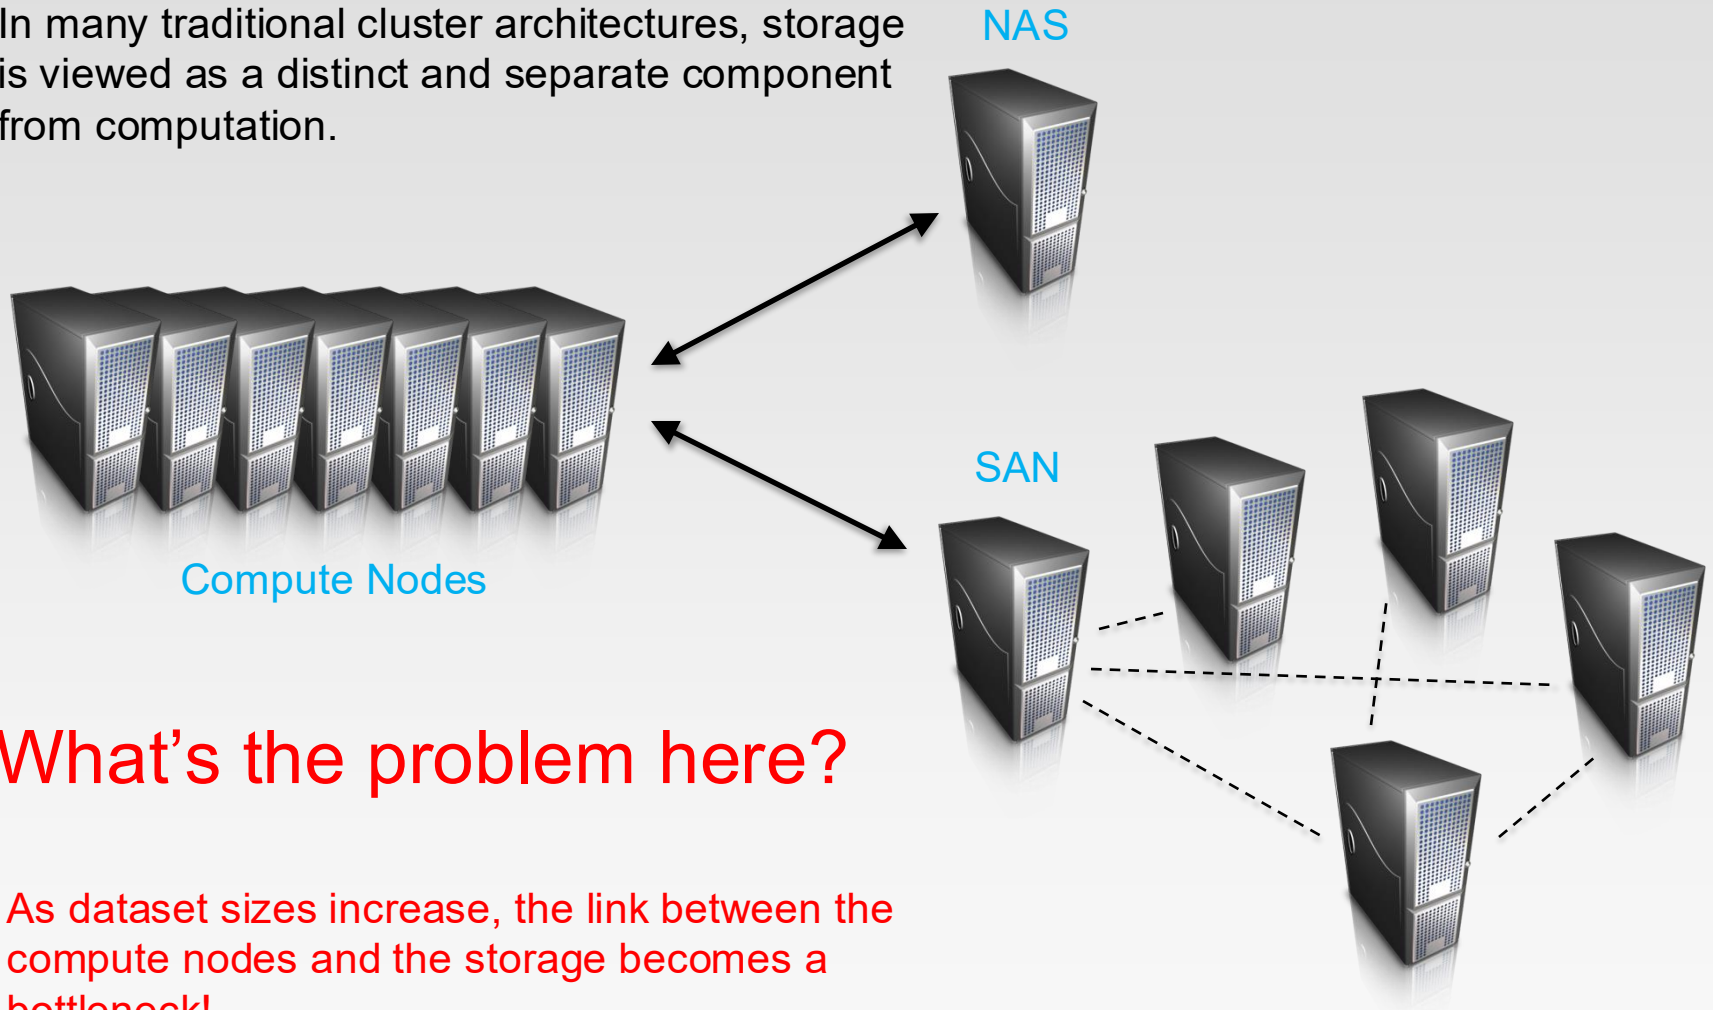 In many traditional cluster architectures, storage
is viewed as a distinct and separate component
from computation.
NAS
SAN
Compute Nodes
What’s the problem here?
As dataset sizes increase, the link between the
compute nodes and the storage becomes a
bottleneck!